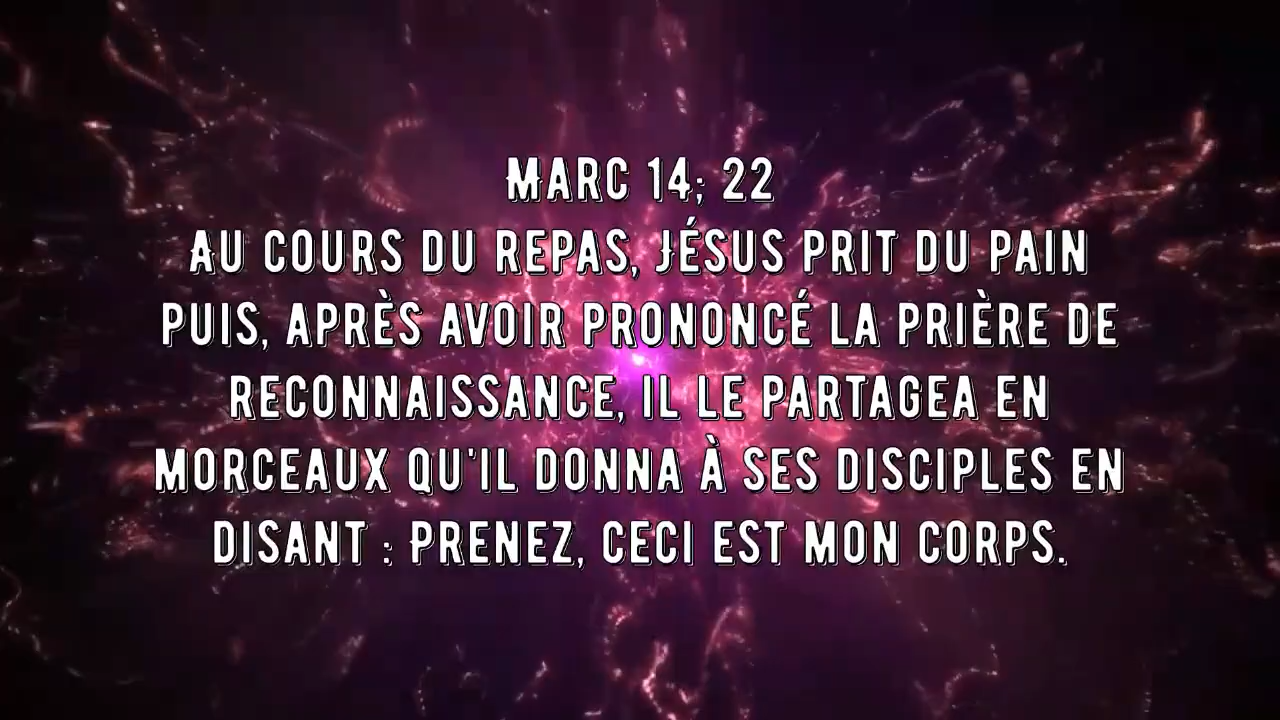 Marc 14; 22
Au cours du repas, Jésus prit du pain
puis, après avoir prononcé la prière de
reconnaissance, il le partagea en
morceaux qu'il donna à ses disciples en
disant : Prenez, ceci est mon corps.